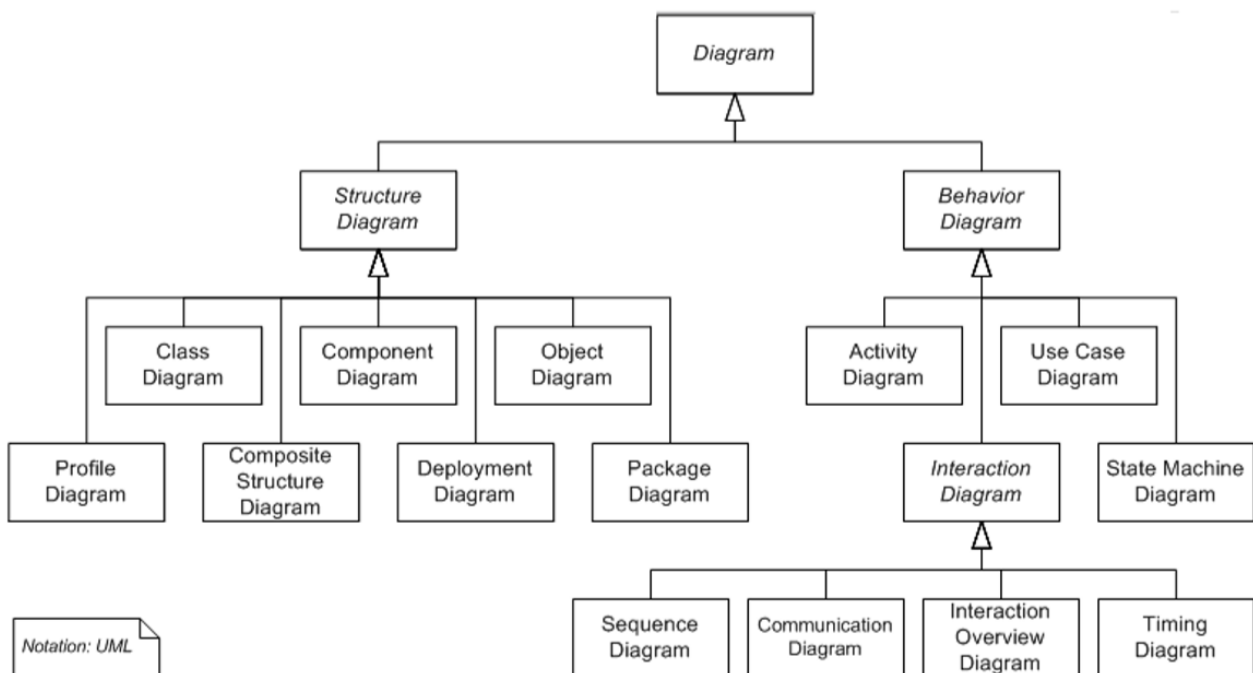 Diagram
Structure
Diagram
Behavior
Diagram
Class
Diagram
Component
Diagram
Object
Diagram
Activity
Diagram
Use Case
Diagram
Profile
Diagram
Composite
Structure
Diagram
Deployment
Diagram
Package
Diagram
Interaction
Diagram
State Machine
Diagram
Sequence
Diagram
Communication
Diagram
Interaction
Overview
Diagram
Timing
Diagram
Notation: UML